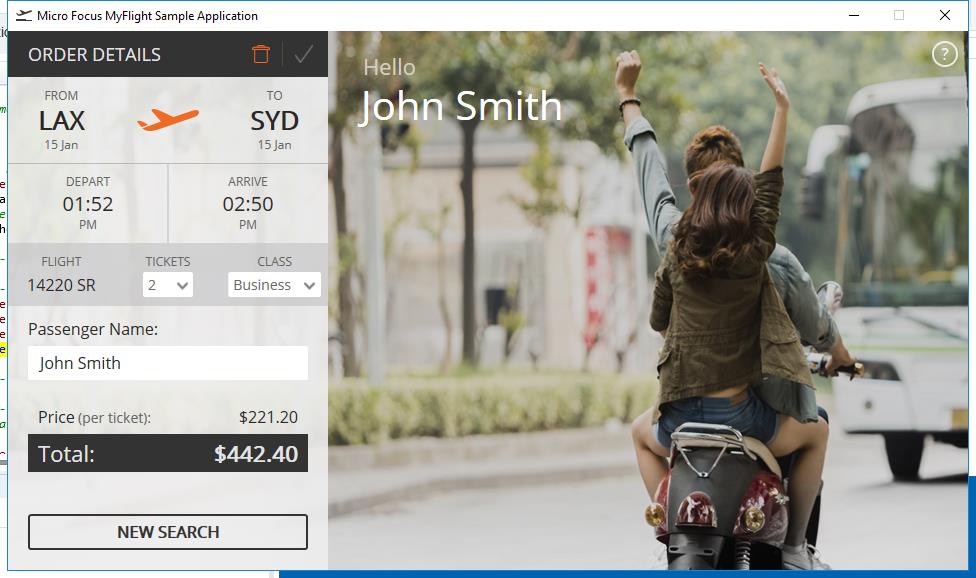 Micro Focus MyFlight Sample Application
ORDER DETAILS
?
Hello
John Smith
FROM TO
LAX SYD
15 Jan 15 Jan
DEPART ARRIVE
01:52 02:50
PM PM
FLIGHT TICKETS CLASS
14220 SR 2 Business
Passenger Name:
John Smith
Price (per ticket): $221.20
Total: $442.40
NEW SEARCH